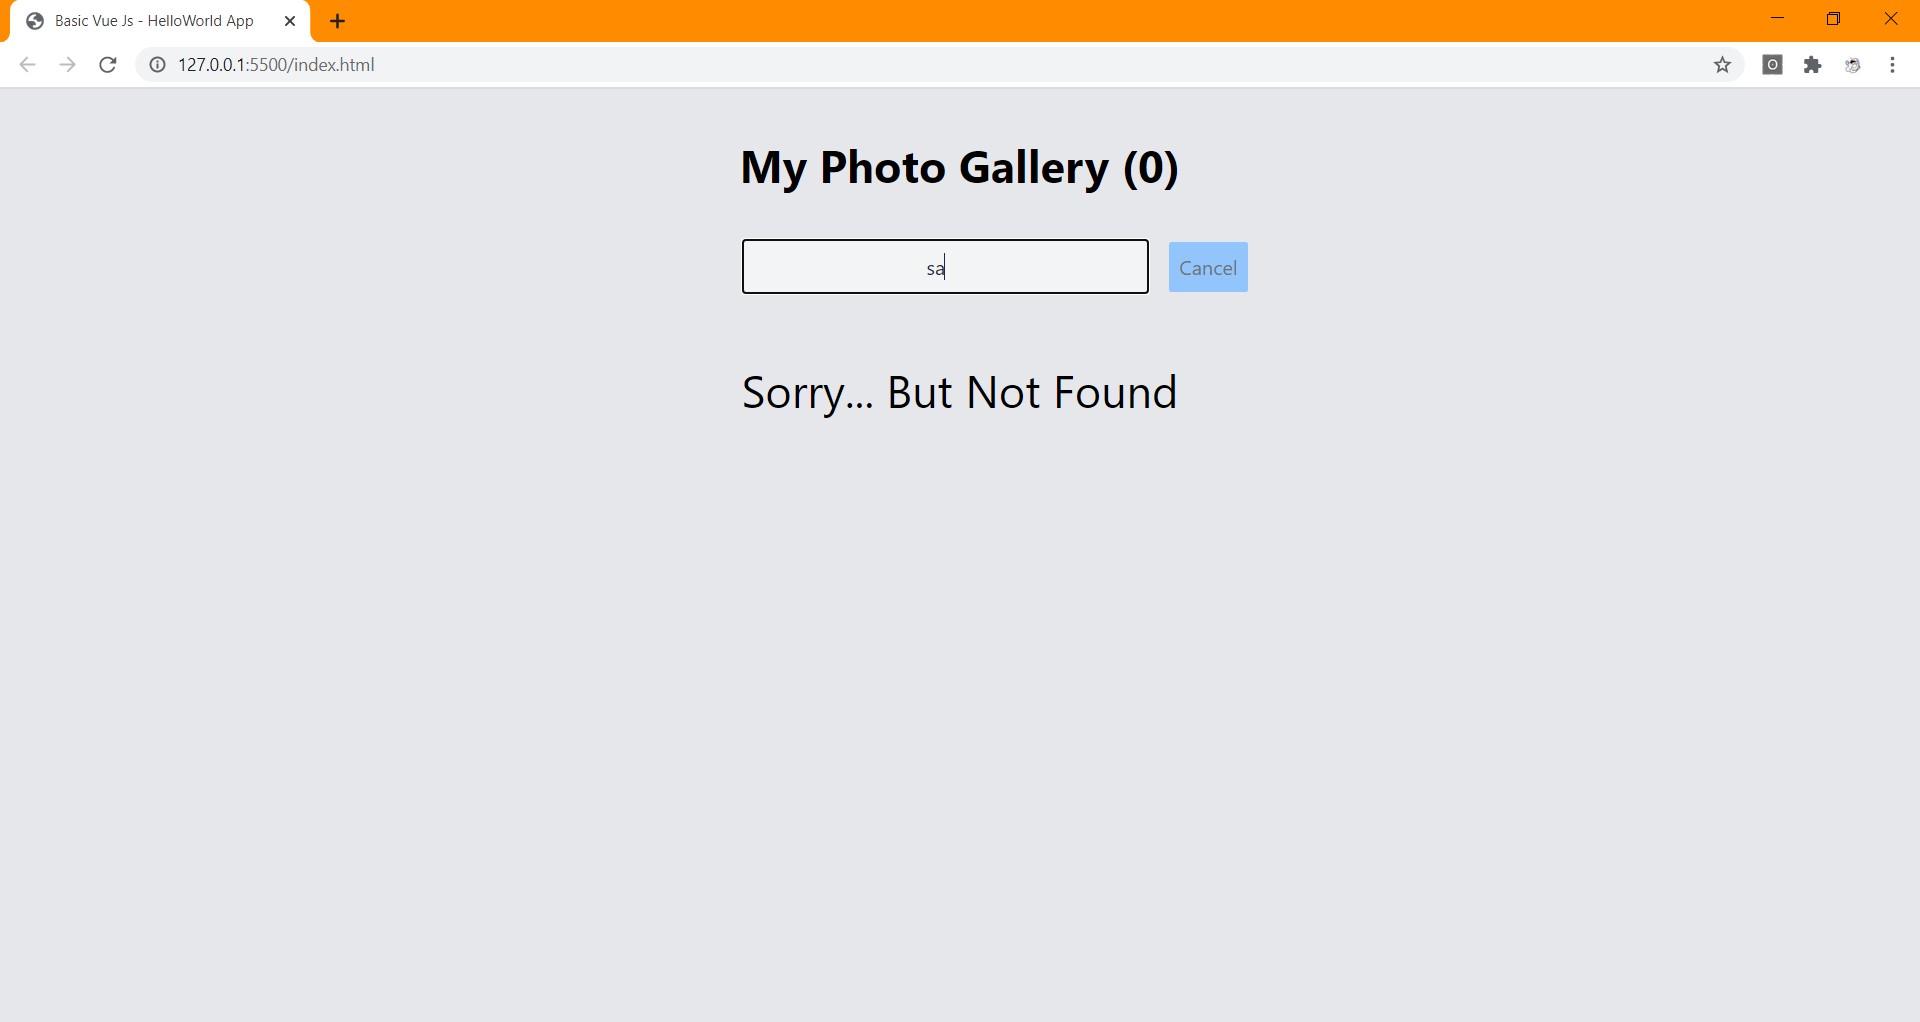 Basic Vue Js - HelloWorld App
127.0.0.1:5500/index.html
My Photo Gallery (0)
sa
Cancel
Sorry... But Not Found